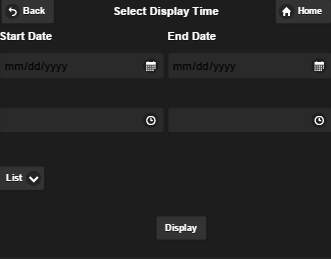 Back Select Display Time Home
Start Date End Date
mm/dd/yyyy mm/dd/yyyy
List
Display